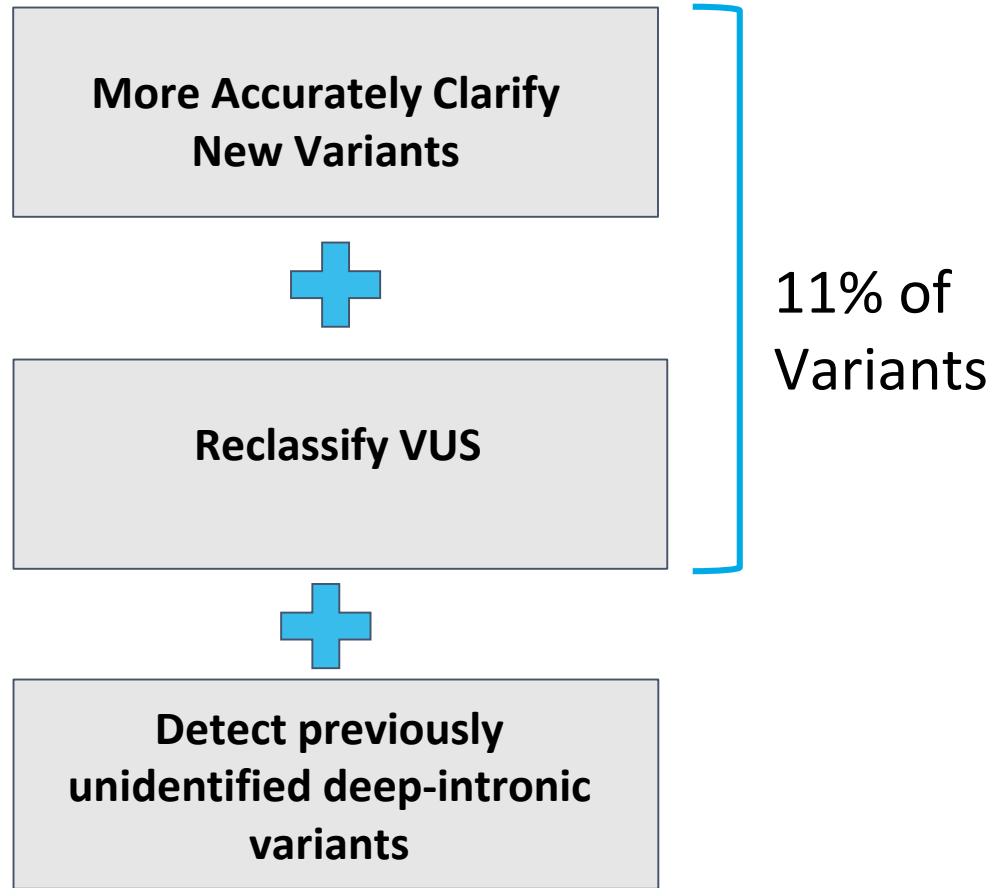 More Accurately Clarify
New Variants
11% of
Variants
Reclassify VUS
Detect previously
unidentified deep-intronic
variants